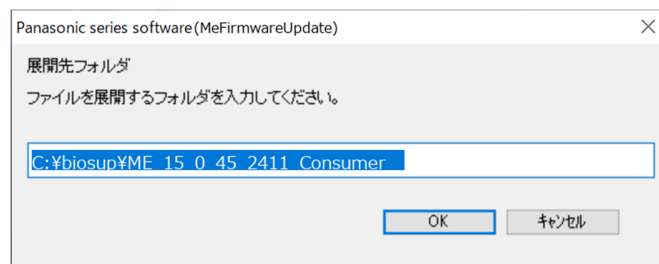 Panasonic series software(MeFirmwareUpdate)
展開先フォルダ
ファイルを展開するフォルダを入力してください。
C:¥biosup¥ME_15_0_45_2411_Consumer
OK
キャンセル